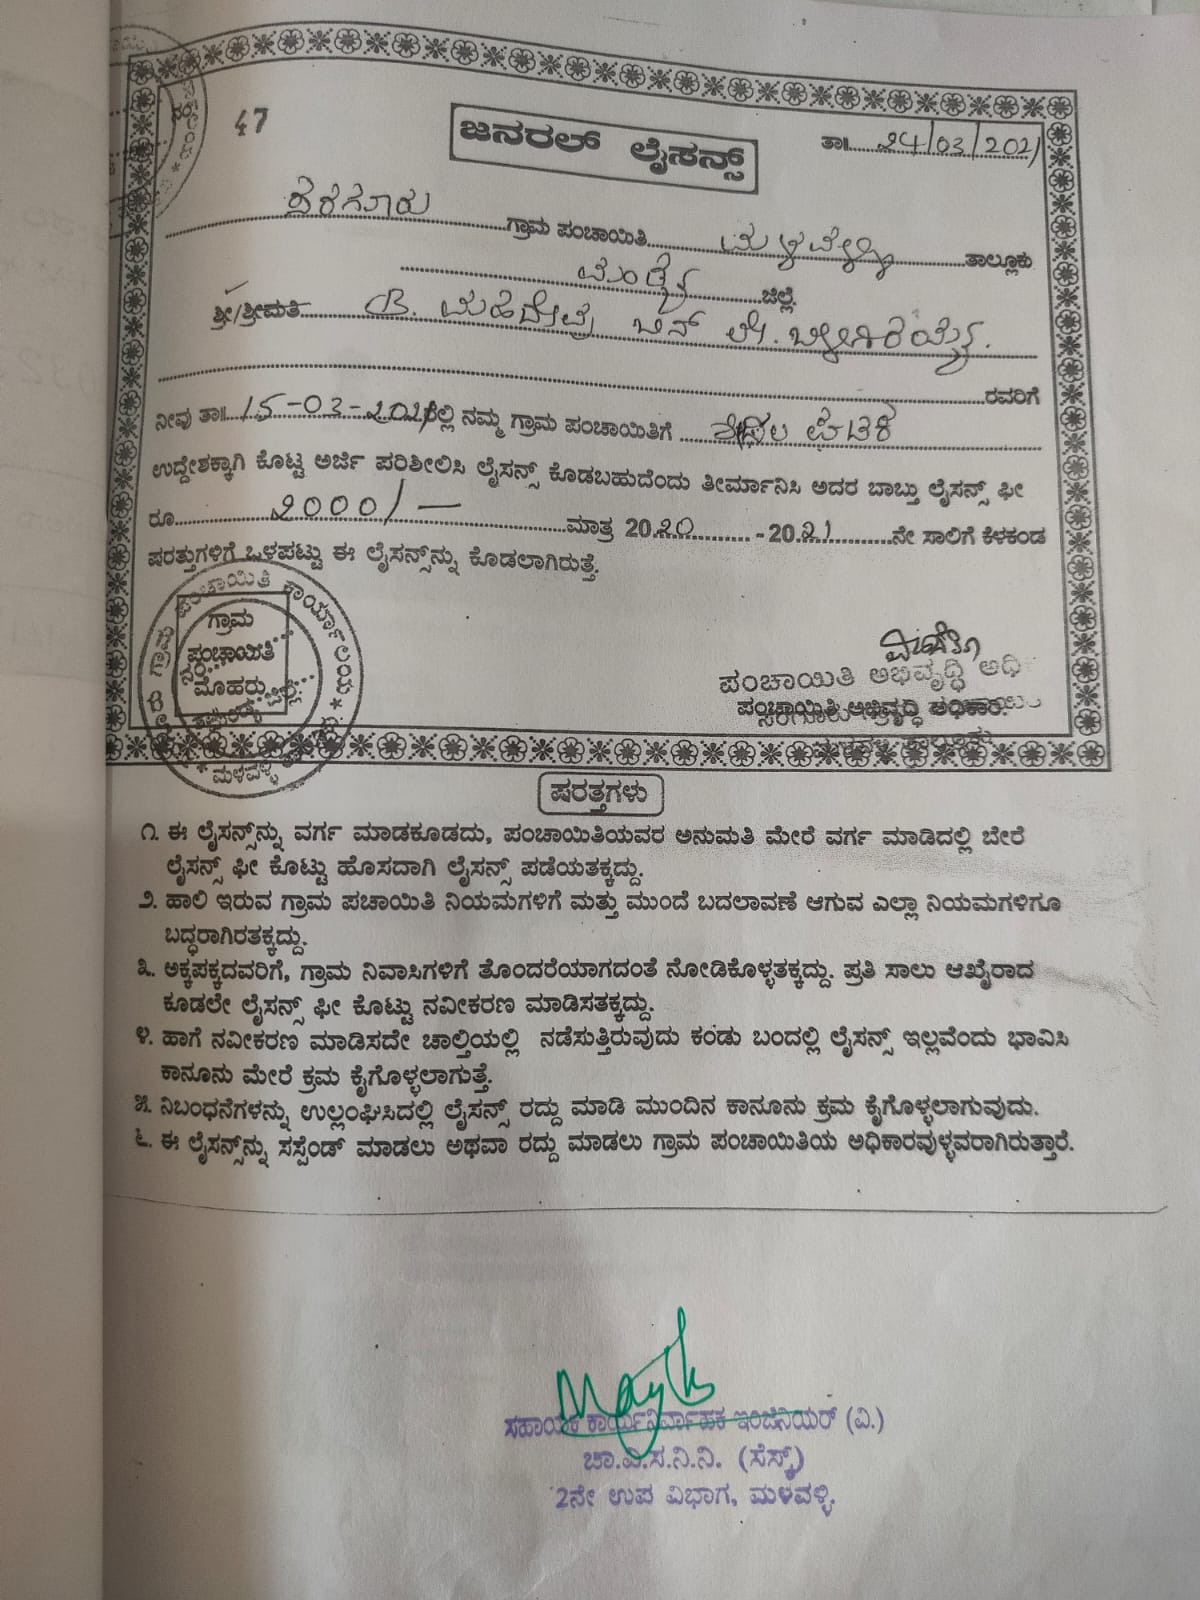 ನಂ 47
ಜನರಲ್ ಲೈಸನ್ಸ್
ತಾ॥ 24/03/2021
ಸರಗೂರು ಗ್ರಾಮ ಪಂಚಾಯಿತಿ ಮಳವಳ್ಳಿ ತಾಲ್ಲೂಕು
ಮಂಡ್ಯ ಜಿಲ್ಲೆ.
ಶ್ರೀ/ಶ್ರೀಮತಿ B. ಮಹದೇವು ಬಿನ್ ಲೇ.
ರವರಿಗೆ
ನೀವು ತಾ॥ 15-03-2021 ರಲ್ಲಿ ನಮ್ಮ ಗ್ರಾಮ ಪಂಚಾಯಿತಿಗೆ
ಉದ್ದೇಶಕ್ಕಾಗಿ ಕೊಟ್ಟ ಅರ್ಜಿ ಪರಿಶೀಲಿಸಿ ಲೈಸನ್ಸ್ ಕೊಡಬಹುದೆಂದು ತೀರ್ಮಾನಿಸಿ ಅದರ ಬಾಬ್ತು ಲೈಸನ್ಸ್ ಫೀ
ರೂ 2000/- ಮಾತ್ರ 2020 - 2021 ನೇ ಸಾಲಿಗೆ ಕೆಳಕಂಡ
ಷರತ್ತುಗಳಿಗೆ ಒಳಪಟ್ಟು ಈ ಲೈಸನ್ಸ್‌ನ್ನು ಕೊಡಲಾಗಿರುತ್ತೆ.
ಗ್ರಾಮ ಪಂಚಾಯಿತಿ ಕಾರ್ಯಾಲಯ * ಮಳವಳ್ಳಿ
ಗ್ರಾಮ
ಪಂಚಾಯಿತಿ
ಮೊಹರು
ಪಂಚಾಯಿತಿ ಅಭಿವೃದ್ಧಿ ಅಧಿ
ಪಂಚಾಯಿತಿ ಅಭಿವೃದ್ಧಿ ಅಧಿಕಾರಿ.
ಷರತ್ತಗಳು
೧. ಈ ಲೈಸನ್ಸ್‌ನ್ನು ವರ್ಗ ಮಾಡಕೂಡದು, ಪಂಚಾಯಿತಿಯವರ ಅನುಮತಿ ಮೇರೆ ವರ್ಗ ಮಾಡಿದಲ್ಲಿ ಬೇರೆ
ಲೈಸನ್ಸ್ ಫೀ ಕೊಟ್ಟು ಹೊಸದಾಗಿ ಲೈಸನ್ಸ್ ಪಡೆಯತಕ್ಕದ್ದು.
೨. ಹಾಲಿ ಇರುವ ಗ್ರಾಮ ಪಚಾಯಿತಿ ನಿಯಮಗಳಿಗೆ ಮತ್ತು ಮುಂದೆ ಬದಲಾವಣೆ ಆಗುವ ಎಲ್ಲಾ ನಿಯಮಗಳಿಗೂ
ಬದ್ಧರಾಗಿರತಕ್ಕದ್ದು.
೩. ಅಕ್ಕಪಕ್ಕದವರಿಗೆ, ಗ್ರಾಮ ನಿವಾಸಿಗಳಿಗೆ ತೊಂದರೆಯಾಗದಂತೆ ನೋಡಿಕೊಳ್ಳತಕ್ಕದ್ದು. ಪ್ರತಿ ಸಾಲು ಆಖೈರಾದ
ಕೂಡಲೇ ಲೈಸನ್ಸ್ ಫೀ ಕೊಟ್ಟು ನವೀಕರಣ ಮಾಡಿಸತಕ್ಕದ್ದು.
೪. ಹಾಗೆ ನವೀಕರಣ ಮಾಡಿಸದೇ ಚಾಲ್ತಿಯಲ್ಲಿ ನಡೆಸುತ್ತಿರುವುದು ಕಂಡು ಬಂದಲ್ಲಿ ಲೈಸನ್ಸ್ ಇಲ್ಲವೆಂದು ಭಾವಿಸಿ
ಕಾನೂನು ಮೇರೆ ಕ್ರಮ ಕೈಗೊಳ್ಳಲಾಗುತ್ತೆ.
೫. ನಿಬಂಧನೆಗಳನ್ನು ಉಲ್ಲಂಘಿಸಿದಲ್ಲಿ ಲೈಸನ್ಸ್ ರದ್ದು ಮಾಡಿ ಮುಂದಿನ ಕಾನೂನು ಕ್ರಮ ಕೈಗೊಳ್ಳಲಾಗುವುದು.
೬. ಈ ಲೈಸನ್ಸ್‌ನ್ನು ಸಸ್ಪೆಂಡ್ ಮಾಡಲು ಅಥವಾ ರದ್ದು ಮಾಡಲು ಗ್ರಾಮ ಪಂಚಾಯಿತಿಯ ಅಧಿಕಾರವುಳ್ಳವರಾಗಿರುತ್ತಾರೆ.
ಸಹಾಯಕ ಕಾರ್ಯನಿರ್ವಾಹಕ ಇಂಜಿನಿಯರ್ (ವಿ.)
ಚಾ.ವಿ.ಸ.ನಿ.ನಿ. (ಸೆಸ್ಕ್)
2ನೇ ಉಪ ವಿಭಾಗ, ಮಳವಳ್ಳಿ.